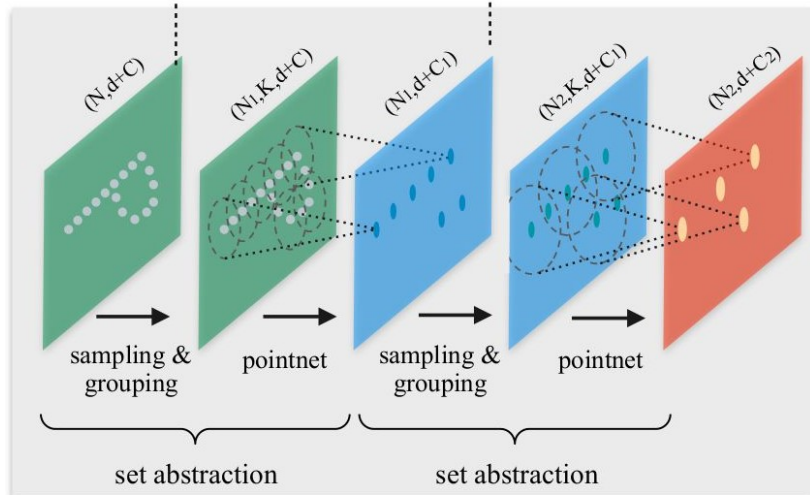 (N,d+C)
(N1,K,d+C)
(N1,d+C1)
(N2,K,d+C1)
(N2,d+C2)
sampling &
grouping
pointnet
sampling &
grouping
pointnet
set abstraction
set abstraction